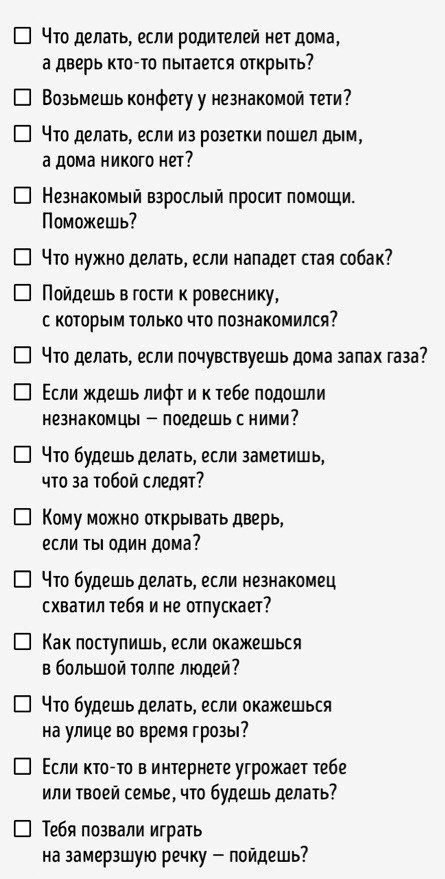 Что делать, если родителей нет дома,
а дверь кто-то пытается открыть?
Возьмешь конфету у незнакомой тети?
Что делать, если из розетки пошел дым,
а дома никого нет?
Незнакомый взрослый просит помощи.
Поможешь?
Что нужно делать, если нападет стая собак?
Пойдешь в гости к ровеснику,
с которым только что познакомился?
Что делать, если почувствуешь дома запах газа?
Если ждешь лифт и к тебе подошли
незнакомцы – поедешь с ними?
Что будешь делать, если заметишь,
что за тобой следят?
Кому можно открывать дверь,
если ты один дома?
Что будешь делать, если незнакомец
схватил тебя и не отпускает?
Как поступишь, если окажешься
в большой толпе людей?
Что будешь делать, если окажешься
на улице во время грозы?
Если кто-то в интернете угрожает тебе
или твоей семье, что будешь делать?
Тебя позвали играть
на замерзшую речку – пойдешь?